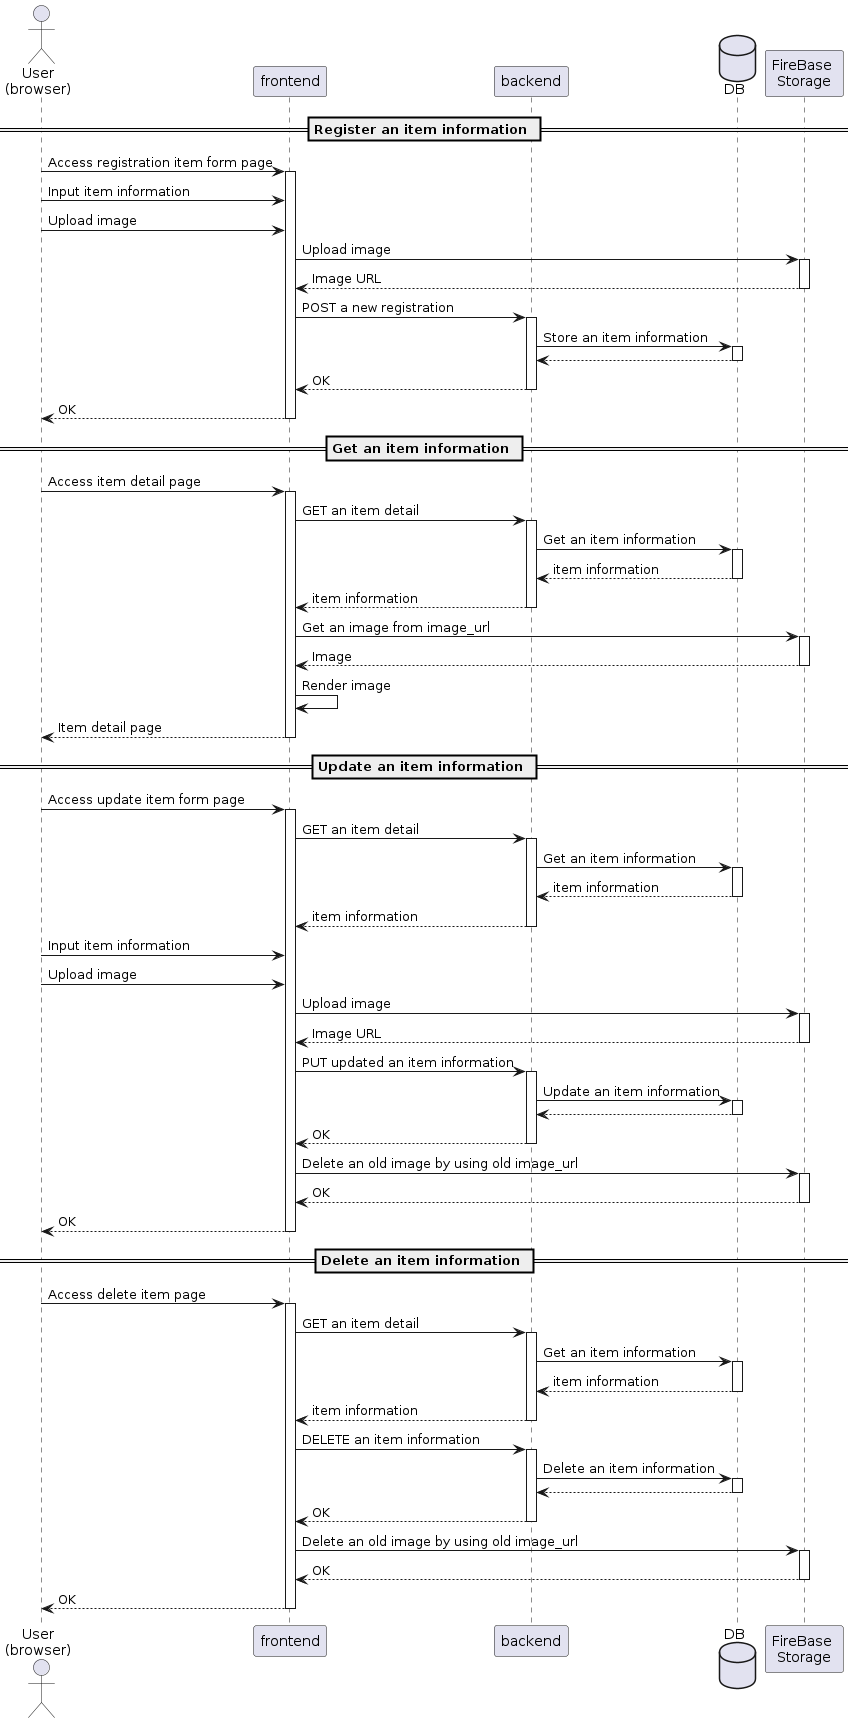 User
(browser)
frontend
backend
DB
FireBase
Storage
Register an item information
Access registration item form page
Input item information
Upload image
Upload image
Image URL
POST a new registration
Store an item information
OK
OK
Get an item information
Access item detail page
GET an item detail
Get an item information
item information
item information
Get an image from image_url
Image
Render image
Item detail page
Update an item information
Access update item form page
GET an item detail
Get an item information
item information
item information
Input item information
Upload image
Upload image
Image URL
PUT updated an item information
Update an item information
OK
Delete an old image by using old image_url
OK
OK
Delete an item information
Access delete item page
GET an item detail
Get an item information
item information
item information
DELETE an item information
Delete an item information
OK
Delete an old image by using old image_url
OK
OK
User
(browser)
frontend
backend
DB
FireBase
Storage